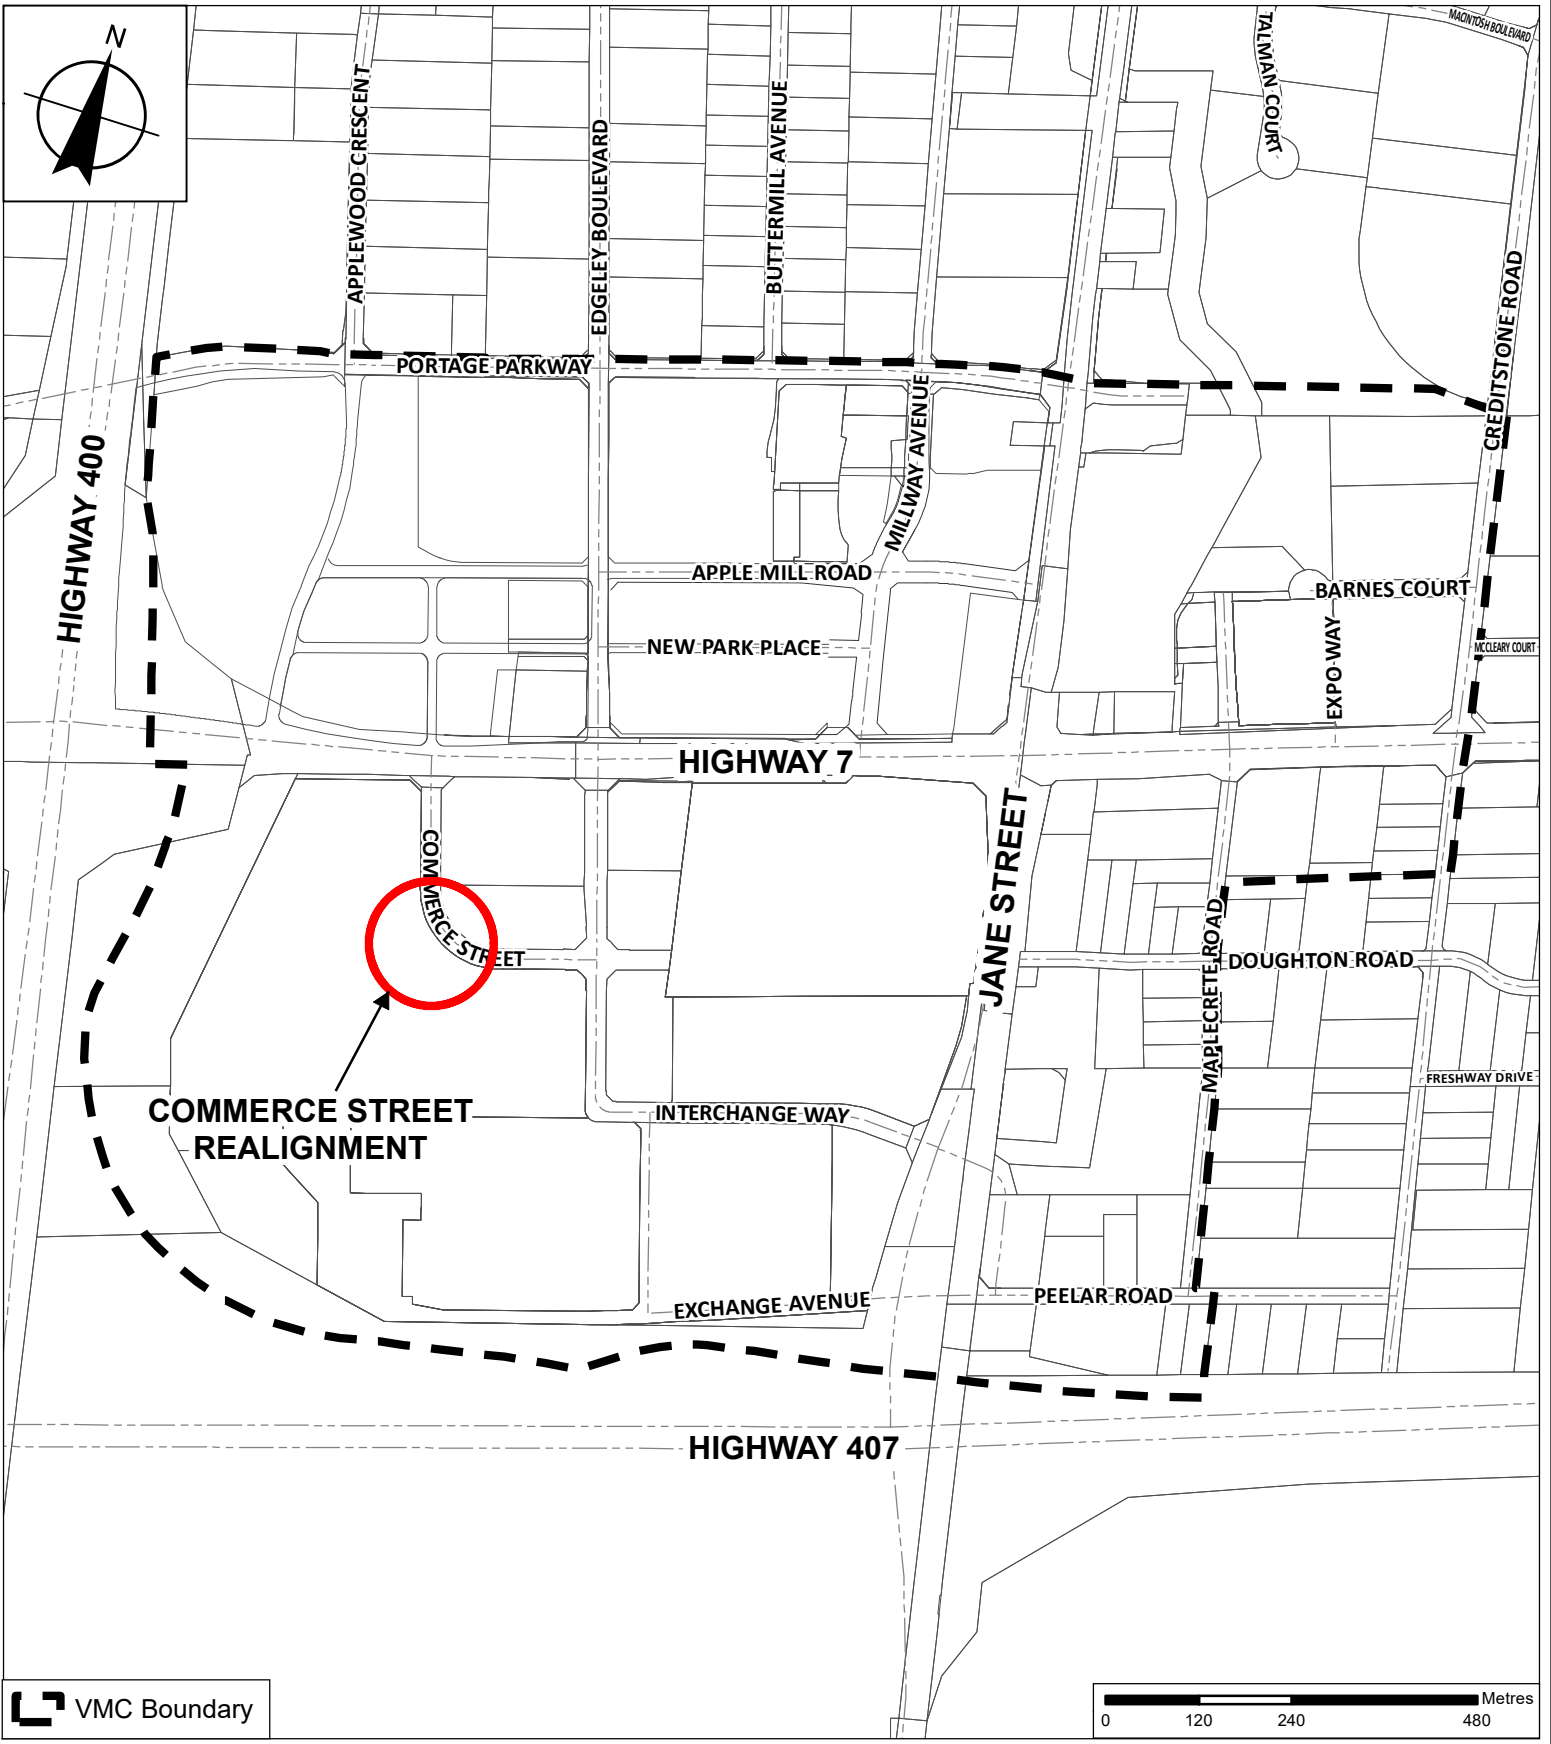 N
MACINTOSH BOULEVARD
TALMAN COURT
APPLEWOOD CRESCENT
EDGELEY BOULEVARD
BUTTERMILL AVENUE
CREDITSTONE ROAD
PORTAGE PARKWAY
MILLWAY AVENUE
HIGHWAY 400
APPLE MILL ROAD
BARNES COURT
NEW PARK PLACE
EXPO WAY
MCCLEARY COURT
HIGHWAY 7
COMMERCE STREET
JANE STREET
MAPLECRETE ROAD
DOUGHTON ROAD
FRESHWAY DRIVE
COMMERCE STREET
REALIGNMENT
INTERCHANGE WAY
EXCHANGE AVENUE
PEELAR ROAD
HIGHWAY 407
VMC Boundary
Metres
0 120 240 480